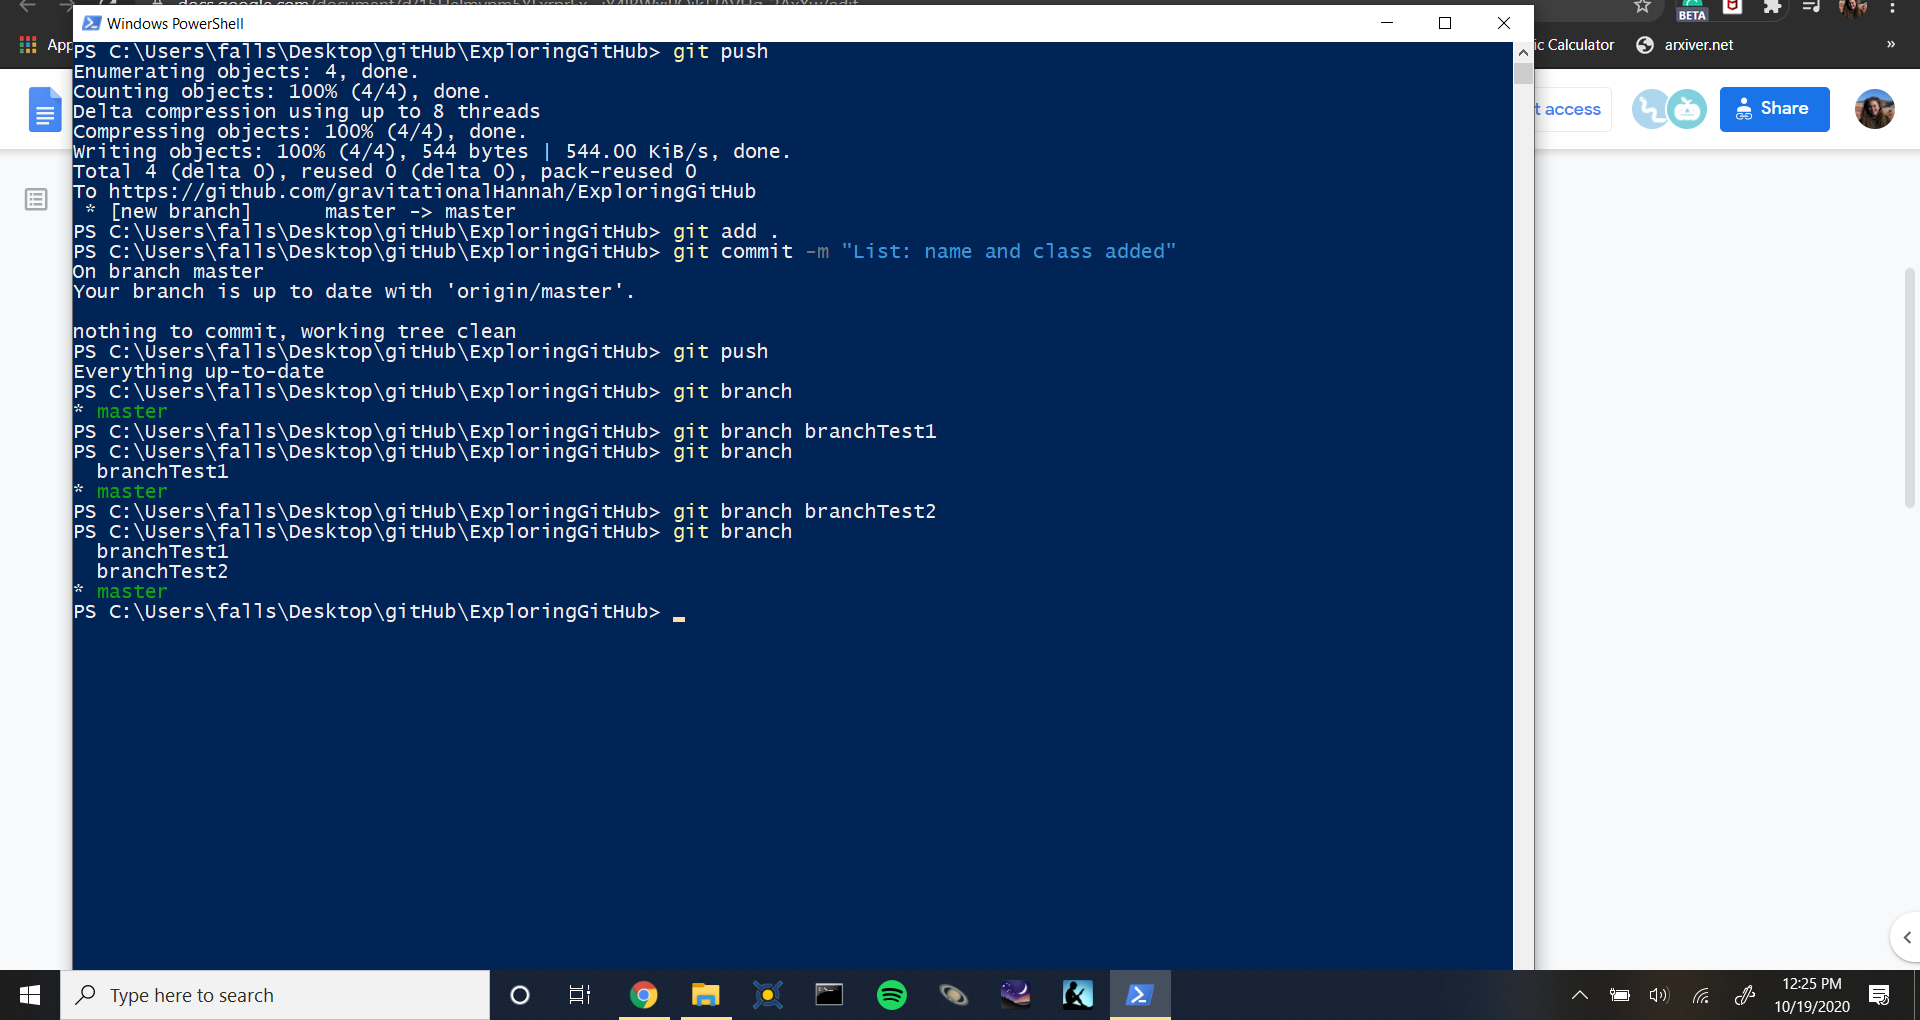 Windows PowerShell
BETA
App
ic Calculator
arxiver.net
»
t access
Share
PS C:\Users\falls\Desktop\gitHub\ExploringGitHub> git push
Enumerating objects: 4, done.
Counting objects: 100% (4/4), done.
Delta compression using up to 8 threads
Compressing objects: 100% (4/4), done.
Writing objects: 100% (4/4), 544 bytes | 544.00 KiB/s, done.
Total 4 (delta 0), reused 0 (delta 0), pack-reused 0
To https://github.com/gravitationalHannah/ExploringGitHub
 * [new branch]      master -> master
PS C:\Users\falls\Desktop\gitHub\ExploringGitHub> git add .
PS C:\Users\falls\Desktop\gitHub\ExploringGitHub> git commit -m "List: name and class added"
On branch master
Your branch is up to date with 'origin/master'.
nothing to commit, working tree clean
PS C:\Users\falls\Desktop\gitHub\ExploringGitHub> git push
Everything up-to-date
PS C:\Users\falls\Desktop\gitHub\ExploringGitHub> git branch
* master
PS C:\Users\falls\Desktop\gitHub\ExploringGitHub> git branch branchTest1
PS C:\Users\falls\Desktop\gitHub\ExploringGitHub> git branch
  branchTest1
* master
PS C:\Users\falls\Desktop\gitHub\ExploringGitHub> git branch branchTest2
PS C:\Users\falls\Desktop\gitHub\ExploringGitHub> git branch
  branchTest1
  branchTest2
* master
PS C:\Users\falls\Desktop\gitHub\ExploringGitHub>
Type here to search
12:25 PM
10/19/2020